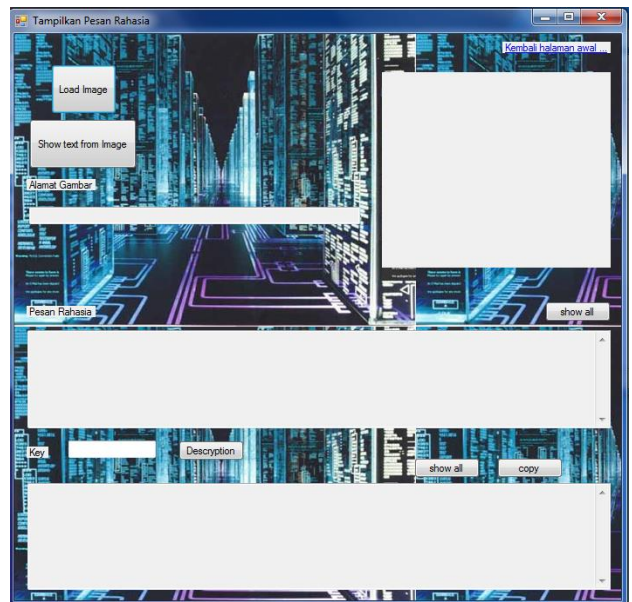 Tampilkan Pesan Rahasia
Kembali halaman awal ...
Load Image
Show text from Image
Alamat Gambar
Pesan Rahasia
show all
Key
Descryption
show all
copy